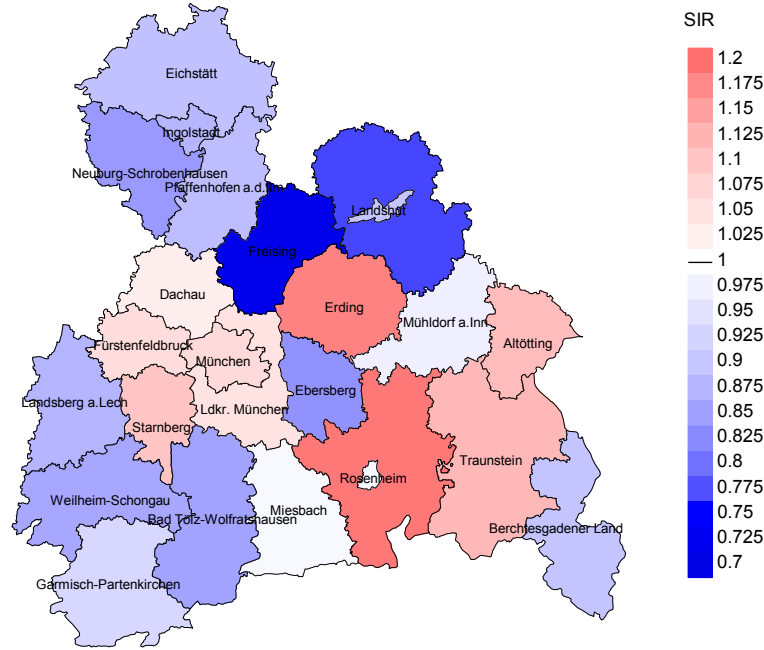 SIR
1.2
1.175
1.15
1.125
1.1
1.075
1.05
1.025
1
0.975
0.95
0.925
0.9
0.875
0.85
0.825
0.8
0.775
0.75
0.725
0.7
Eichstätt
Ingolstadt
Neuburg-Schrobenhausen
Pfaffenhofen a.d.Ilm
Landshut
Freising
Dachau
Erding
Mühldorf a.Inn
Altötting
Fürstenfeldbruck
München
Ebersberg
Landsberg a.Lech
Ldkr. München
Starnberg
Traunstein
Rosenheim
Weilheim-Schongau
Miesbach
Bad Tölz-Wolfratshausen
Berchtesgadener Land
Garmisch-Partenkirchen